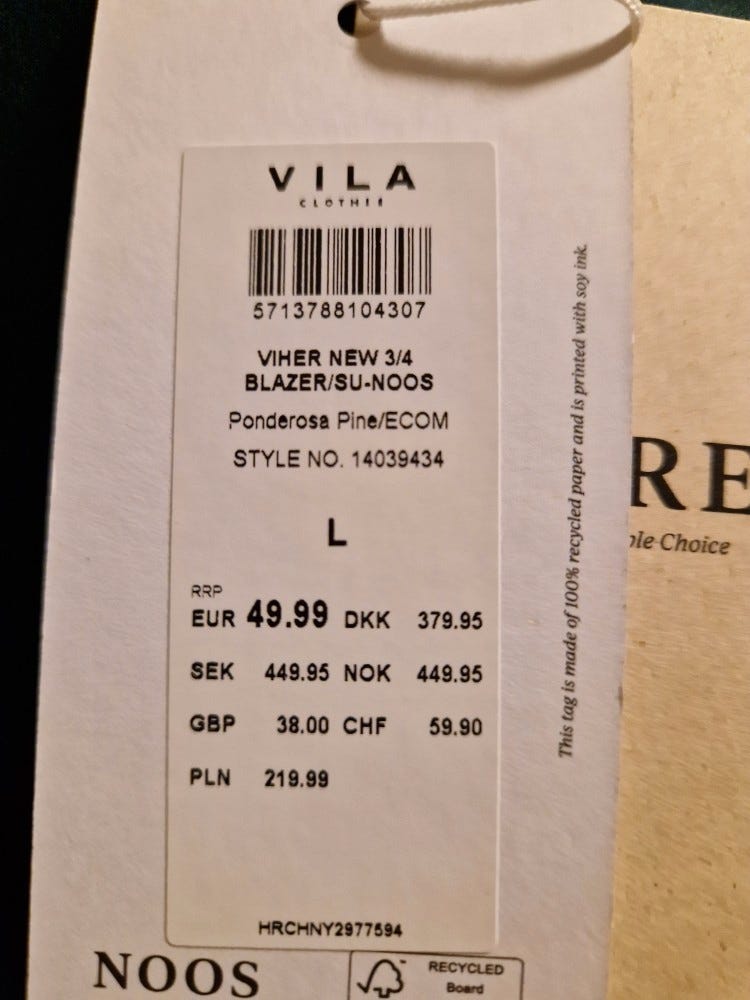 VILA
CLOTHES
5713788104307
VIHER NEW 3/4
BLAZER/SU-NOOS
Ponderosa Pine/ECOM
STYLE NO. 14039434
L
RRP
EUR 49.99 DKK 379.95
SEK 449.95 NOK 449.95
GBP 38.00 CHF 59.90
PLN 219.99
HRCHNY2977594
NOOS
RECYCLED
Board
This tag is made of 100% recycled paper and is printed with soy ink.
RE
ble Choice